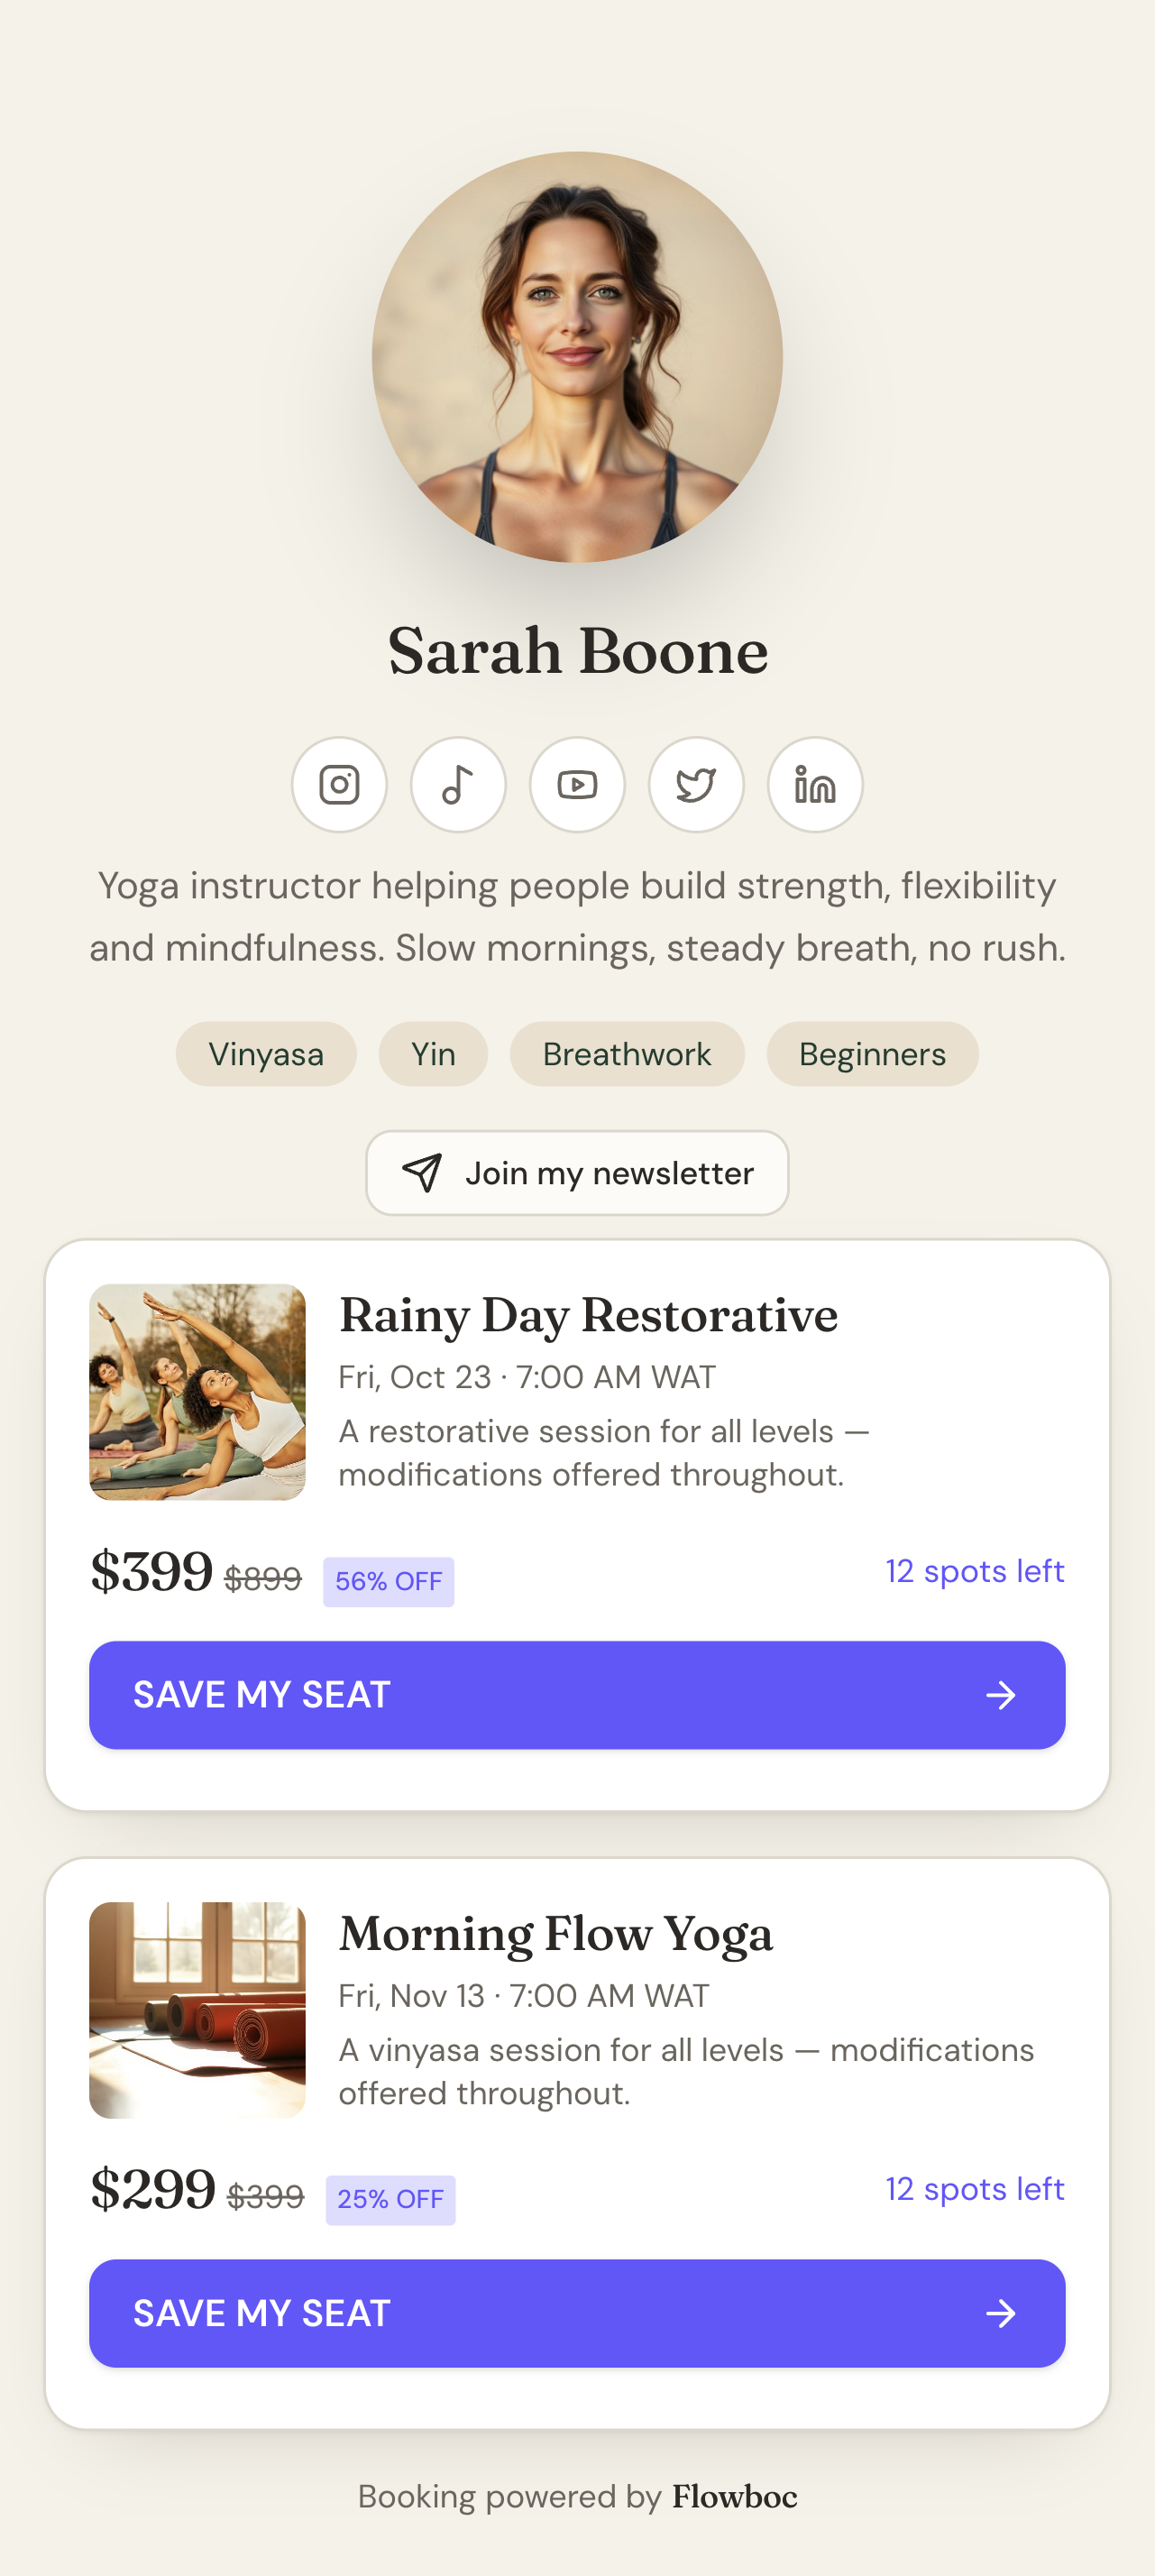 Sarah Boone
Yoga instructor helping people build strength, flexibility
and mindfulness. Slow mornings, steady breath, no rush.
Vinyasa Yin Breathwork Beginners
Join my newsletter
Rainy Day Restorative
Fri, Oct 23 · 7:00 AM WAT
A restorative session for all levels —
modifications offered throughout.
$399 $899 56% OFF 12 spots left
SAVE MY SEAT
Morning Flow Yoga
Fri, Nov 13 · 7:00 AM WAT
A vinyasa session for all levels — modifications
offered throughout.
$299 $399 25% OFF 12 spots left
SAVE MY SEAT
Booking powered by Flowboc